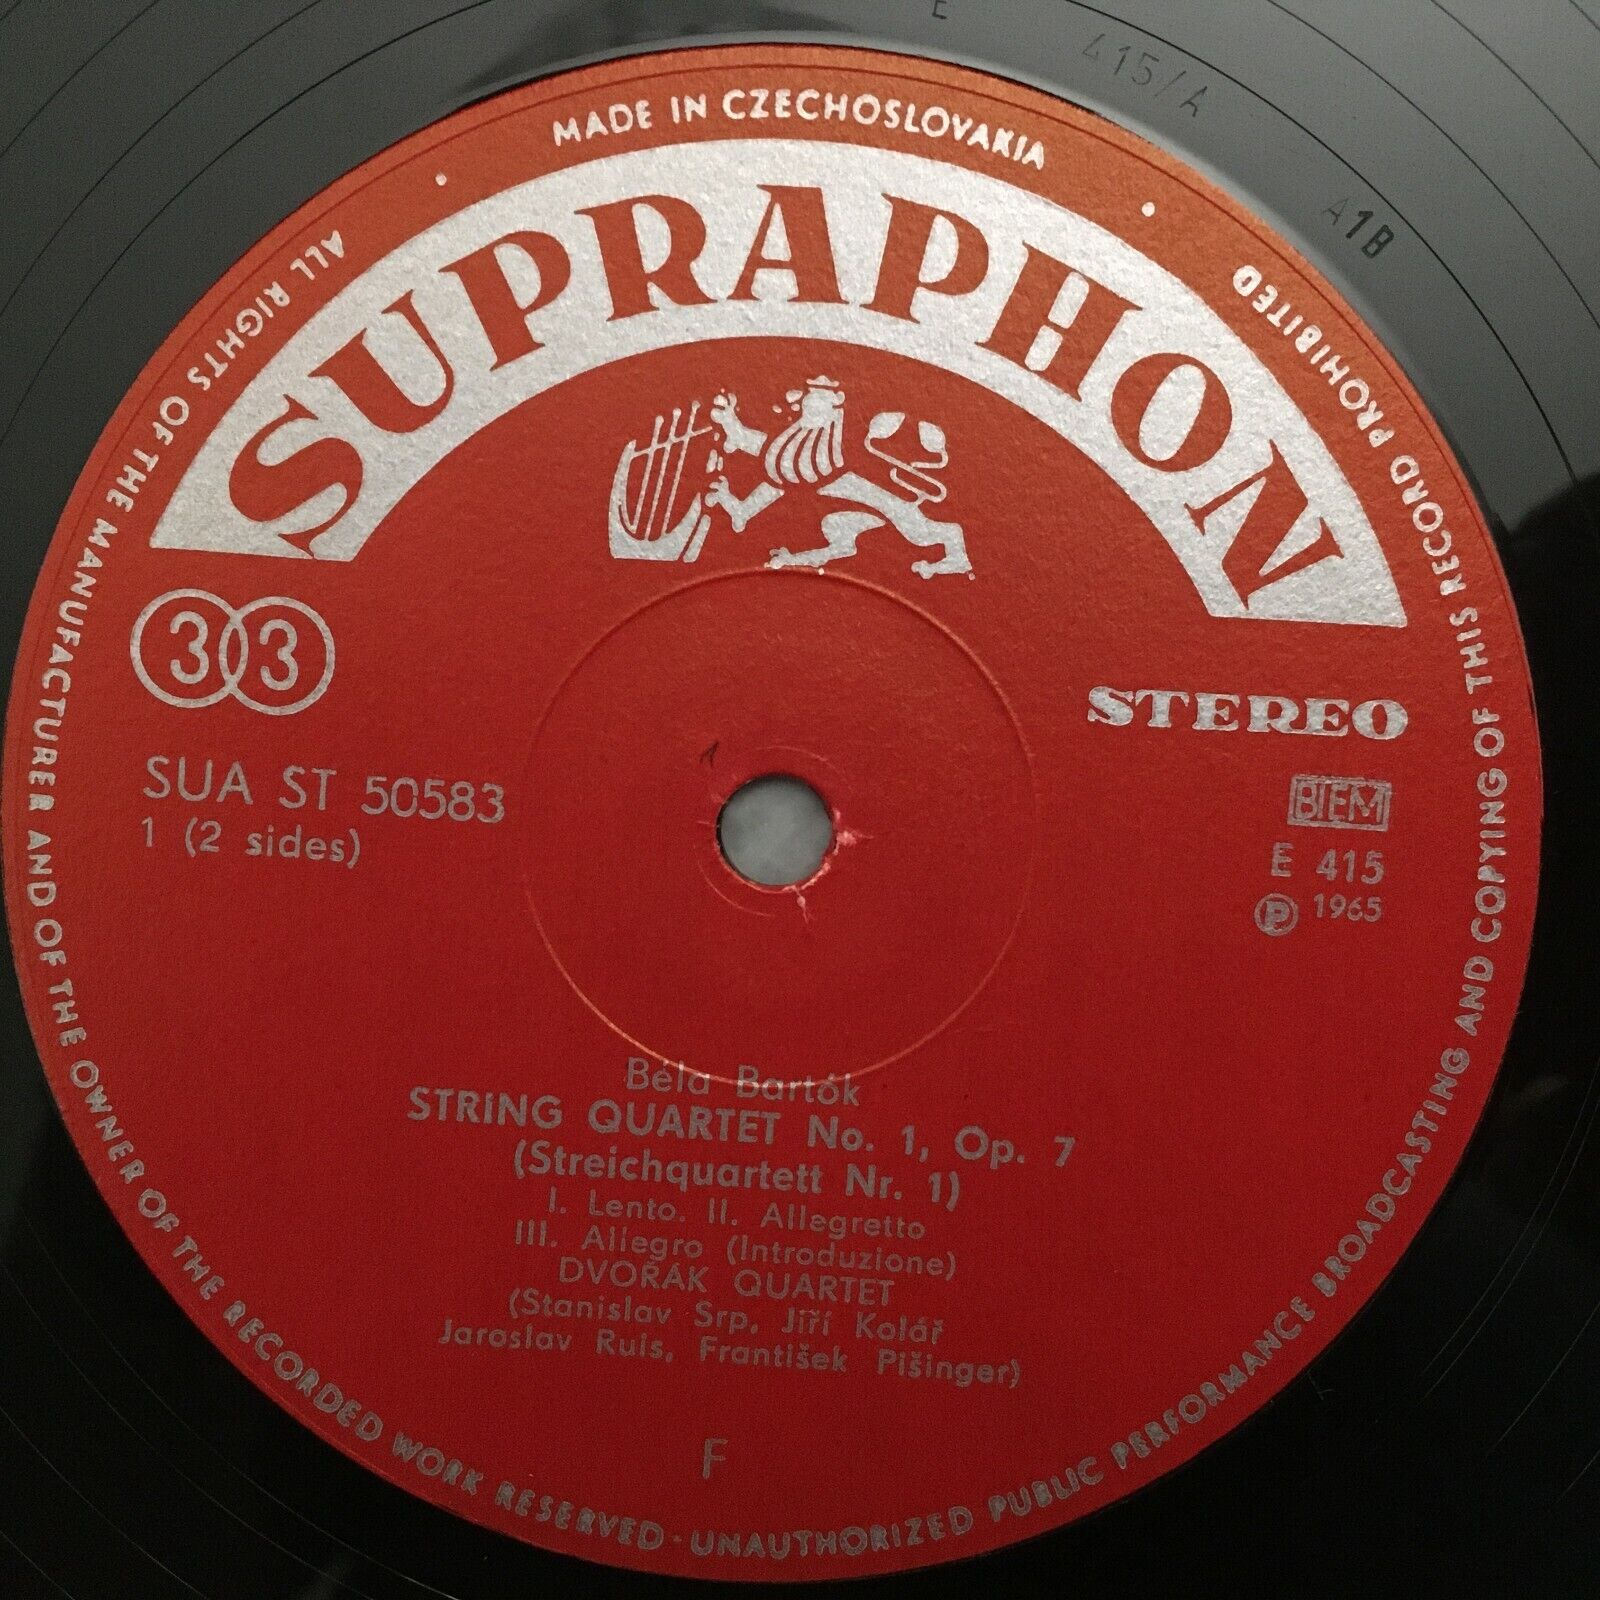 E
415/A
A1B
MADE IN CZECHOSLOVAKIA
ALL RIGHTS OF THE MANUFACTURER AND OF THE OWNER OF THE RECORDED WORK RESERVED · UNAUTHORIZED PUBLIC PERFORMANCE BROADCASTING AND COPYING OF THIS RECORD PROHIBITED
SUPRAPHON
33
STEREO
SUA ST 50583
1 (2 sides)
BIEM
E 415
Ⓟ 1965
Béla Bartók
STRING QUARTET No. 1, Op. 7
(Streichquartett Nr. 1)
I. Lento. II. Allegretto
III. Allegro (Introduzione)
DVOŘÁK QUARTET
(Stanislav Srp, Jiří Kolář
Jaroslav Ruis, František Pišinger)
F